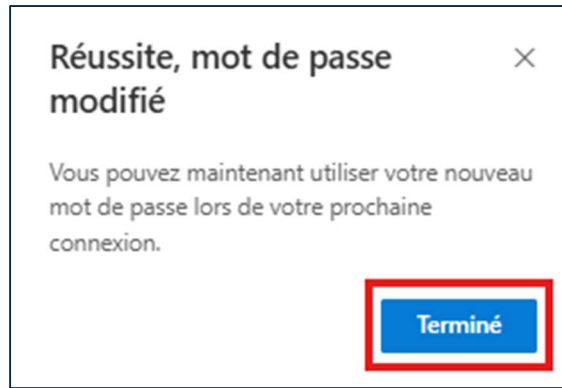 Réussite, mot de passe
modifié
Vous pouvez maintenant utiliser votre nouveau
mot de passe lors de votre prochaine
connexion.
Terminé